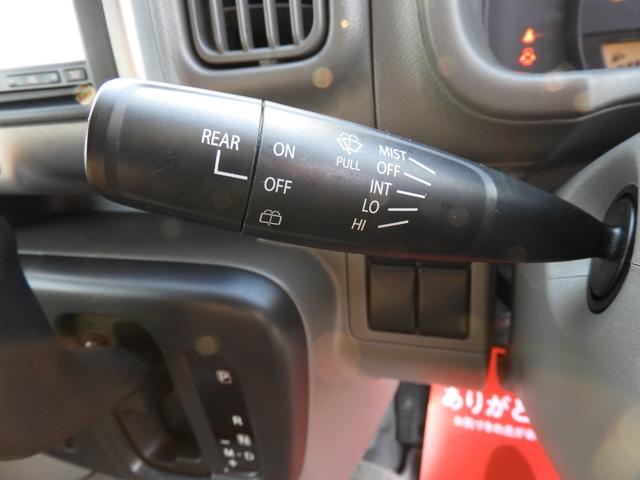 REAR
ON
OFF
PULL
MIST
OFF
INT
LO
HI
P
R
N
D
M
+
ありがと